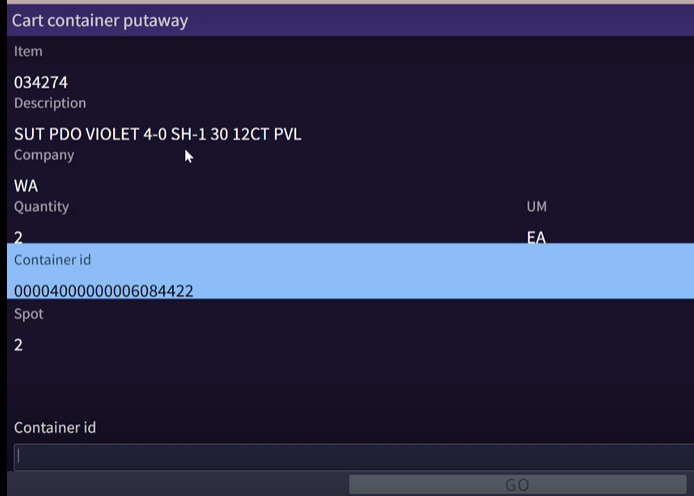 Cart container putaway
Item
034274
Description
SUT PDO VIOLET 4-0 SH-1 30 12CT PVL
Company
WA
Quantity UM
2 EA
Container id
00004000000006084422
Spot
2
Container id
GO